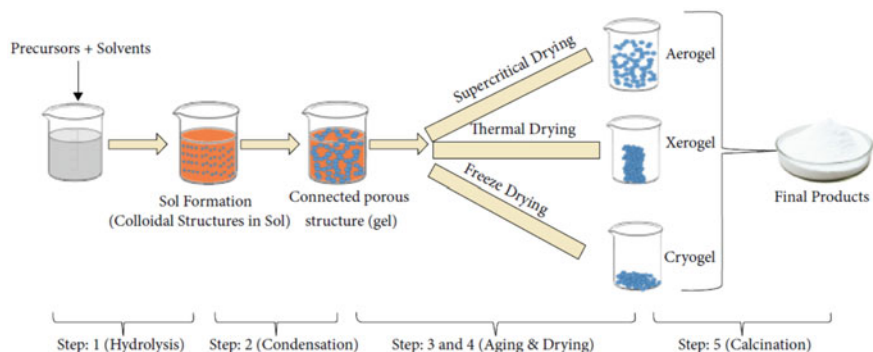 Precursors + Solvents
Sol Formation
(Colloidal Structures in Sol)
Connected porous
structure (gel)
Supercritical Drying
Thermal Drying
Freeze Drying
Aerogel
Xerogel
Cryogel
Final Products
Step: 1 (Hydrolysis)
Step: 2 (Condensation)
Step: 3 and 4 (Aging & Drying)
Step: 5 (Calcination)